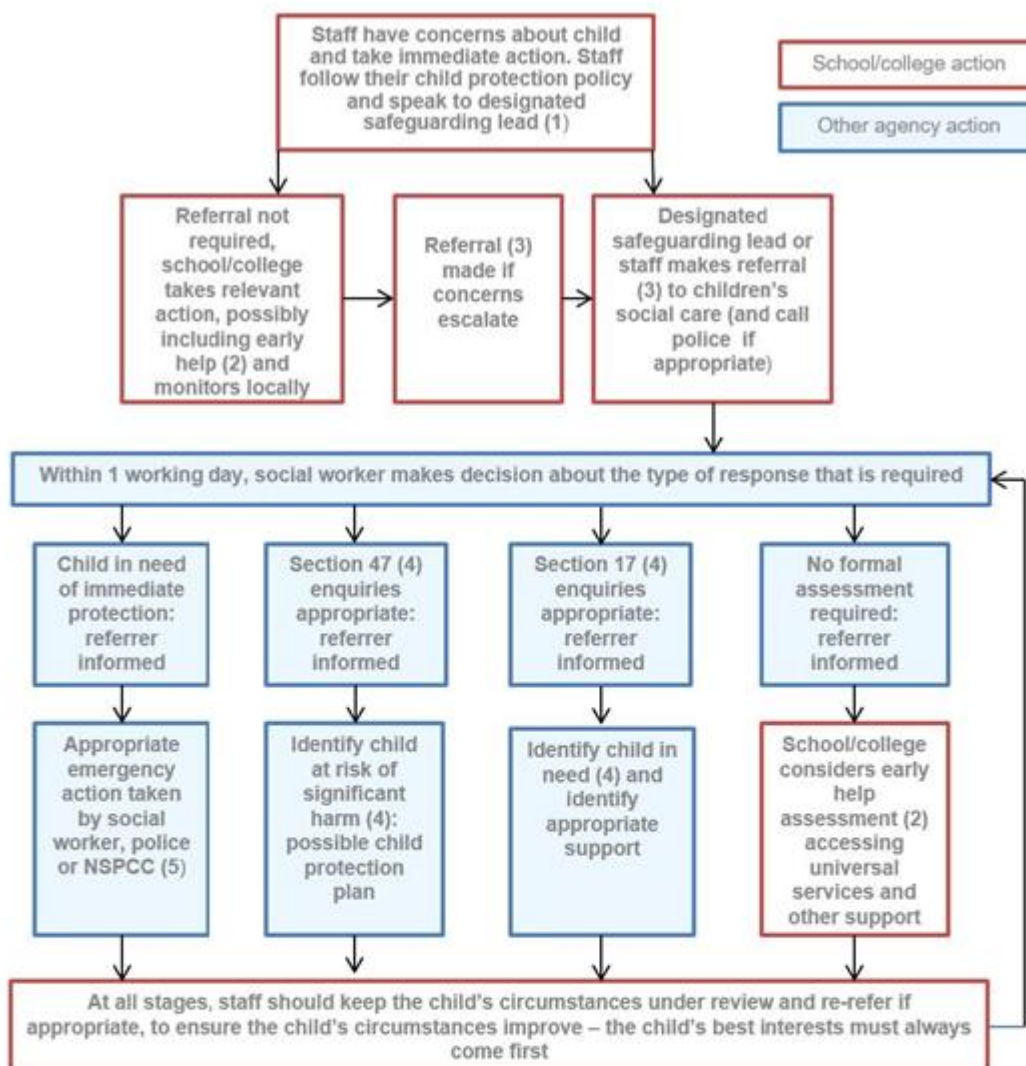 Staff have concerns about child
and take immediate action. Staff
follow their child protection policy
and speak to designated
safeguarding lead (1)
School/college action
Other agency action
Referral not
required,
school/college
takes relevant
action, possibly
including early
help (2) and
monitors locally
Referral (3)
made if
concerns
escalate
Designated
safeguarding lead or
staff makes referral
(3) to children's
social care (and call
police if
appropriate)
Within 1 working day, social worker makes decision about the type of response that is required
Child in need
of immediate
protection:
referrer
informed
Section 47 (4)
enquiries
appropriate:
referrer
informed
Section 17 (4)
enquiries
appropriate:
referrer
informed
No formal
assessment
required:
referrer
informed
Appropriate
emergency
action taken
by social
worker, police
or NSPCC (5)
Identify child
at risk of
significant
harm (4):
possible child
protection
plan
Identify child in
need (4) and
identify
appropriate
support
School/college
considers early
help
assessment (2)
accessing
universal
services and
other support
At all stages, staff should keep the child's circumstances under review and re-refer if
appropriate, to ensure the child's circumstances improve – the child's best interests must always
come first